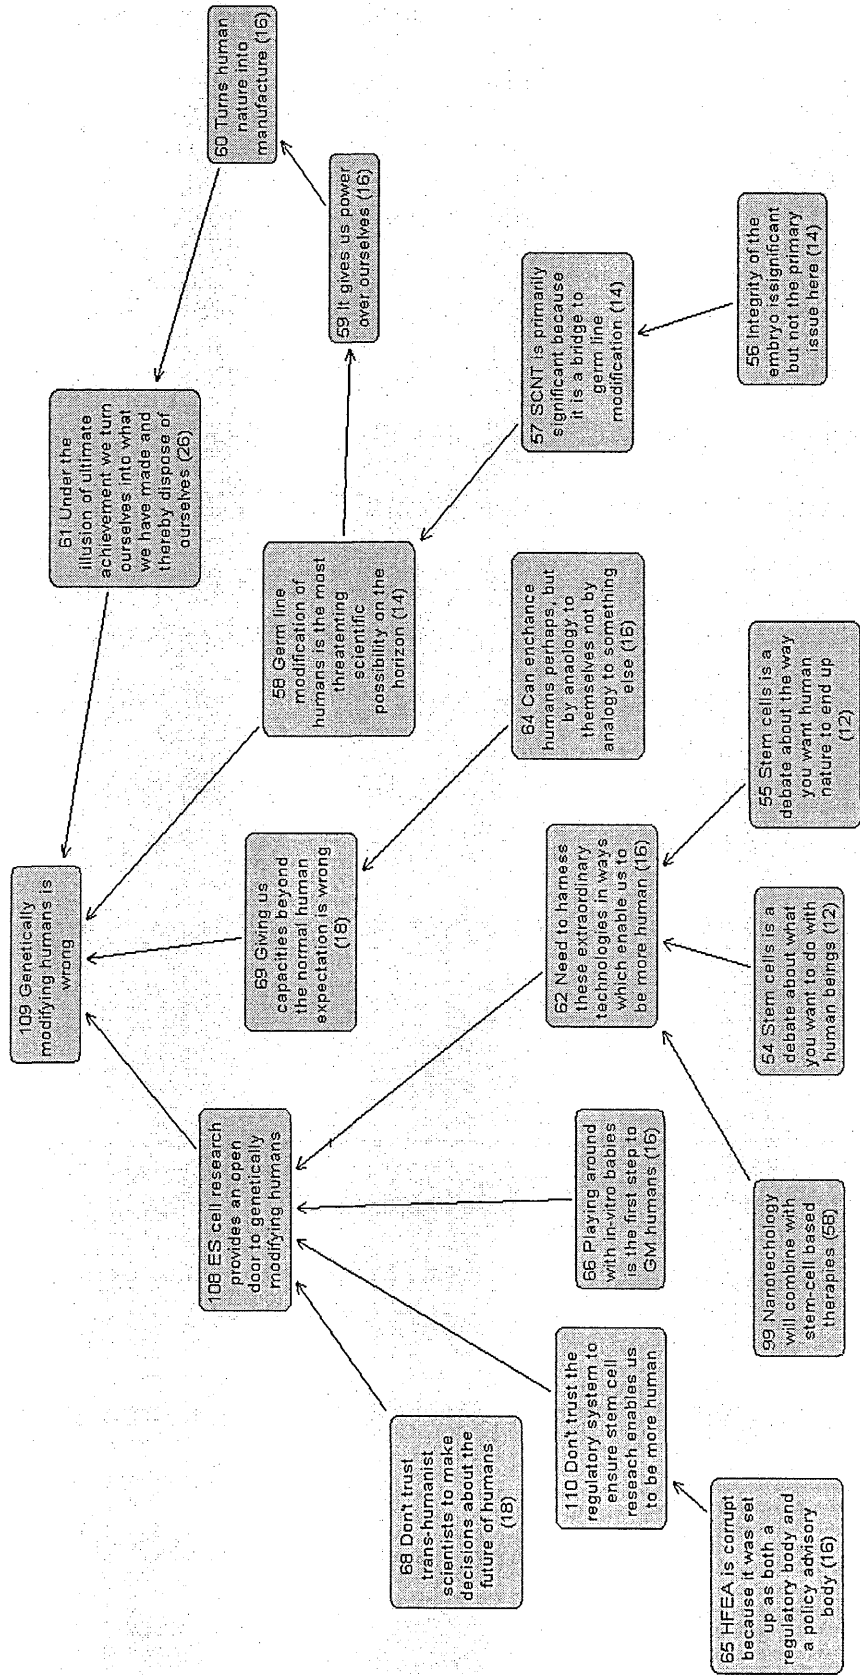 109 Genetically
modifying humans is
wrong
61 Under the
illusion of ultimate
achievement we turn
ourselves into what
we have made and
thereby dispose of
ourselves (26)
60 Turns human
nature into
manufacture (16)
108 ES cell research
provides an open
door to genetically
modifying humans
69 Giving us
capacities beyond
the normal human
expectation is wrong
(18)
58 Germ line
modification of
humans is the most
threatenting
scientific
possibility on the
horizon (14)
59 It gives us power
over ourselves (16)
68 Don't trust
trans-humanist
scientists to make
decisions about the
future of humans
(18)
110 Don't trust the
regulatory system to
ensure stem cell
reseach enables us
to be more human
66 Playing around
with in-vitro babies
is the first step to
GM humans (16)
62 Need to harness
these extraordinary
technologies in ways
which enable us to
be more human (16)
64 Can enchance
humans perhaps, but
by anaology to
themselves not by
analogy to something
else (16)
57 SCNT is primarily
significant because
it is a bridge to
germ line
modification (14)
65 HFEA is corrupt
because it was set
up as both a
regulatory body and
a policy advisory
body (16)
99 Nanotechology
will combine with
stem-cell based
therapies (58)
54 Stem cells is a
debate about what
you want to do with
human beings (12)
55 Stem cells is a
debate about the way
you want human
nature to end up
(12)
56 Integrity of the
embryo issignificant
but not the primary
issue here (14)